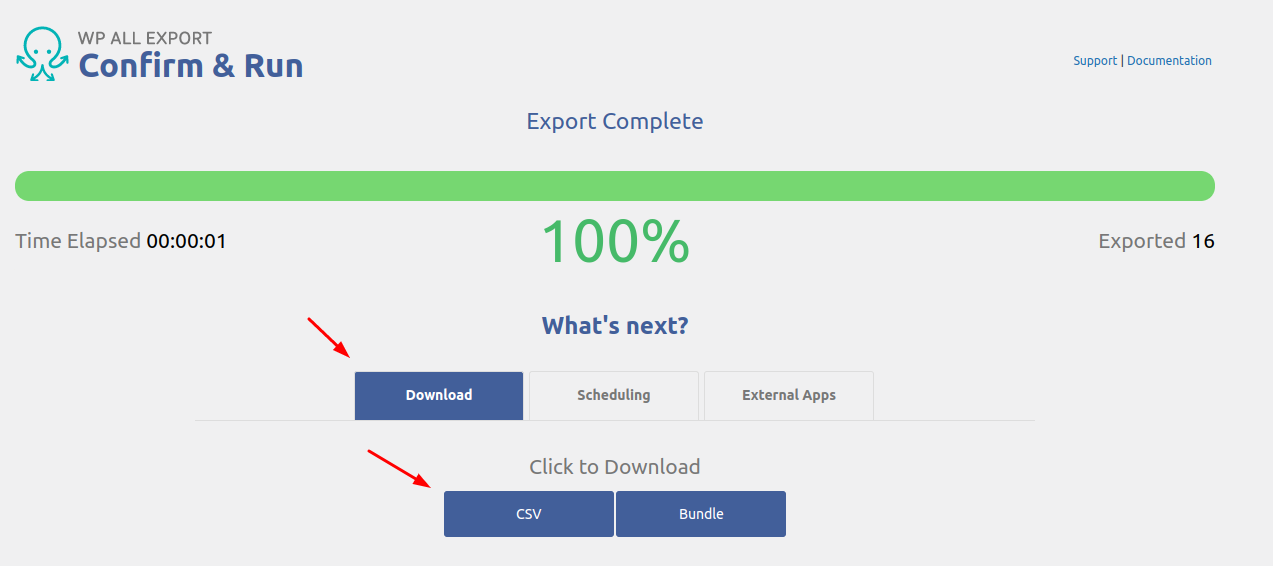 WP ALL EXPORT
Confirm & Run
Support | Documentation
Export Complete
Time Elapsed 00:00:01
100%
Exported 16
What's next?
Download
Scheduling
External Apps
Click to Download
CSV
Bundle